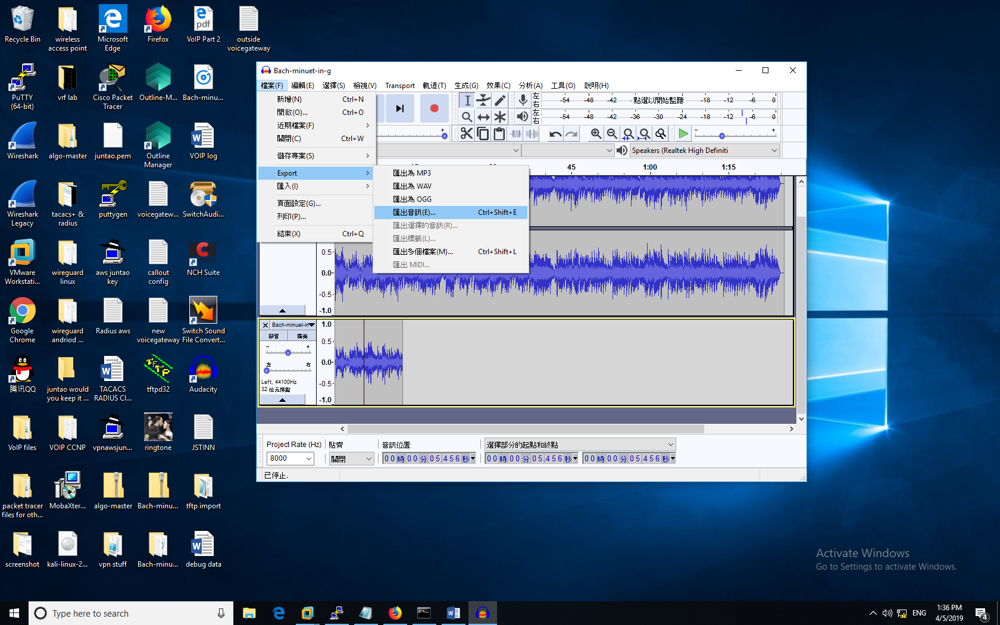 Recycle Bin
wireless access point
Microsoft Edge
Firefox
VoIP Part 2
outside voicegateway
PuTTY (64-bit)
vrf lab
Cisco Packet Tracer
Outline-M...
Bach-minu...
Wireshark
algo-master
juntao.pem
Outline Manager
VOIP log
Wireshark Legacy
tacacs+ & radius
puttygen
voicegatew...
SwitchAudi...
VMware Workstati...
wireguard linux
aws juntao key
callout config
NCH Suite
Google Chrome
wireguard andriod ...
Radius aws
new voicegateway
Switch Sound File Convert...
腾讯QQ
juntao would you keep it ...
TACACS RADIUS CI...
tftpd32
Audacity
VoIP files
VOIP CCNP
vpnawsjun...
ringtone
JSTINN
packet tracer files for oth...
MobaXter...
algo-master
Bach-minu...
tftp import
screenshot
kali-linux-2...
vpn stuff
Bach-minu...
debug data
Bach-minuet-in-g
檔案(F) 編輯(E) 選擇(S) 檢視(V) Transport 軌道(T) 生成(G) 效果(C) 分析(A) 工具(O) 說明(H)
新增(N) Ctrl+N
開啟(O)... Ctrl+O
近期檔案(F)
關閉(C) Ctrl+W
儲存專案(S)
Export
匯入(I)
頁面設定(G)...
列印(P)...
結束(X) Ctrl+Q
匯出為 MP3
匯出為 WAV
匯出為 OGG
匯出音訊(E)... Ctrl+Shift+E
匯出選擇的音訊(R)...
匯出標籤(L)...
匯出多個檔案(M)... Ctrl+Shift+L
匯出 MIDI...
左 右 -54 -48 -42 點選以開始監聽 -18 -12 -6 0
左 右 -54 -48 -42 -36 -30 -24 -18 -12 -6 0
Speakers (Realtek High Definiti
45 1:00 1:15
0.5
0.0
-0.5
-1.0
Bach-minuet-in
靜音 獨奏
- +
左 右
Left, 44100Hz
32 位元浮點
1.0
0.5
0.0
-0.5
-1.0
Project Rate (Hz) 貼齊 音訊位置 選擇部分的起點和終點
8000 關閉 00 時 00 分 05.456 秒 00 時 00 分 05.456 秒 00 時 00 分 05.456 秒
已停止.
Activate Windows
Go to Settings to activate Windows.
Type here to search
ENG
1:36 PM
4/5/2019
4